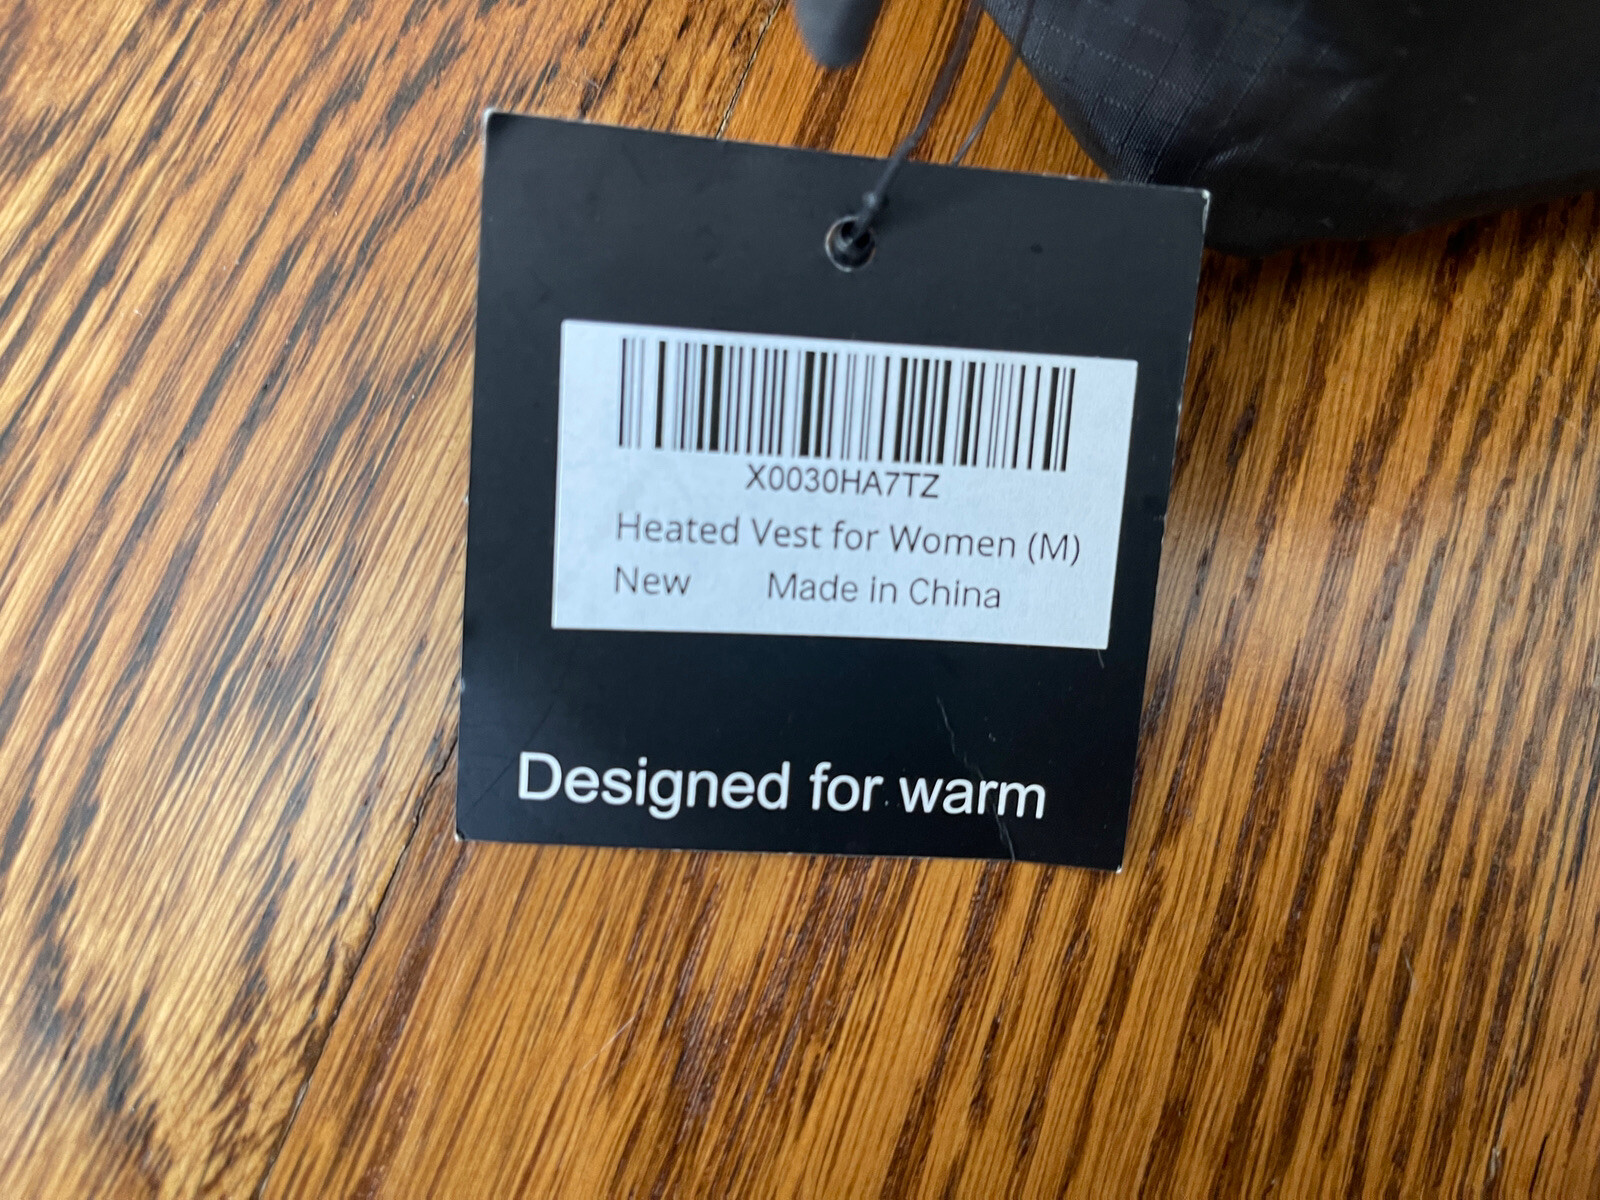 X0030HA7TZ
Heated Vest for Women (M)
New Made in China
Designed for warm